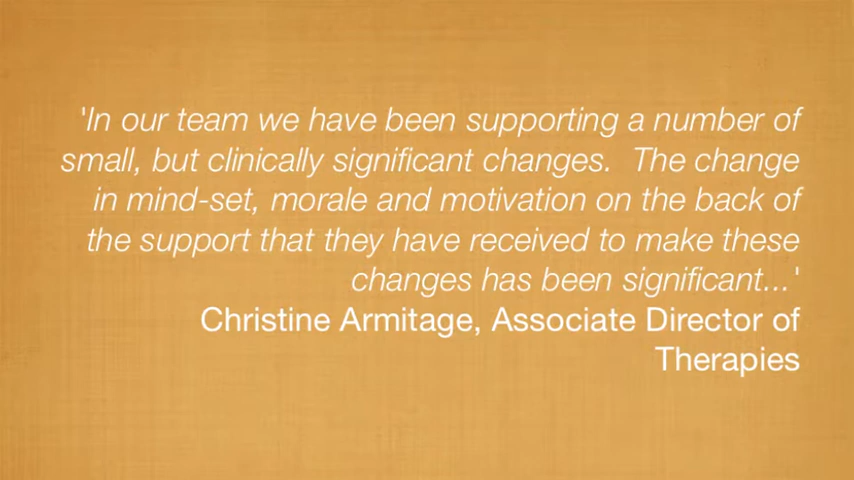 'In our team we have been supporting a number of
small, but clinically significant changes.  The change
in mind-set, morale and motivation on the back of
the support that they have received to make these
changes has been significant...'
Christine Armitage, Associate Director of
Therapies